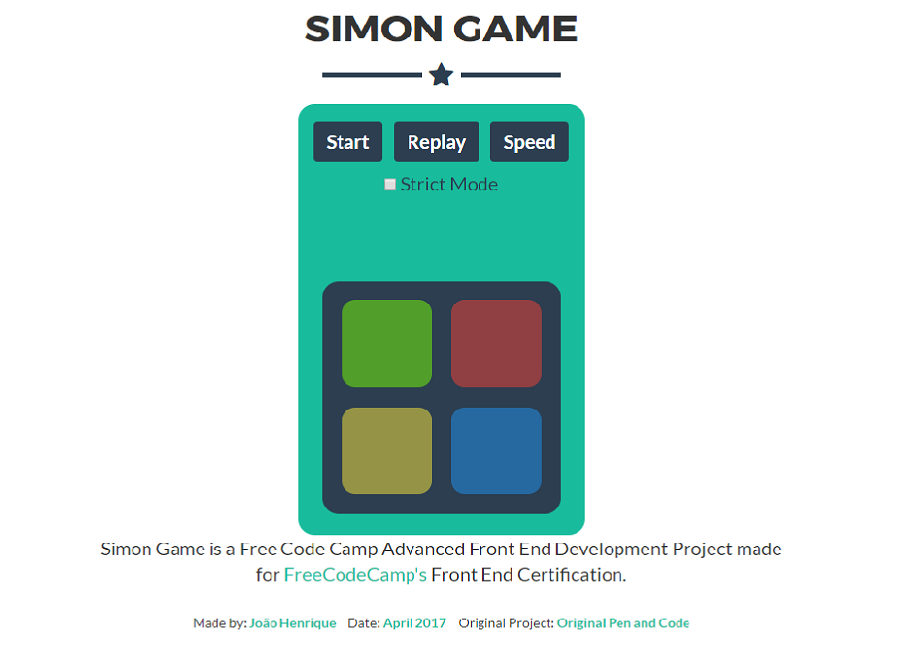 SIMON GAME
Start Replay Speed
Strict Mode
Simon Game is a Free Code Camp Advanced Front End Development Project made
for FreeCodeCamp's Front End Certification.
Made by: João Henrique Date: April 2017 Original Project: Original Pen and Code